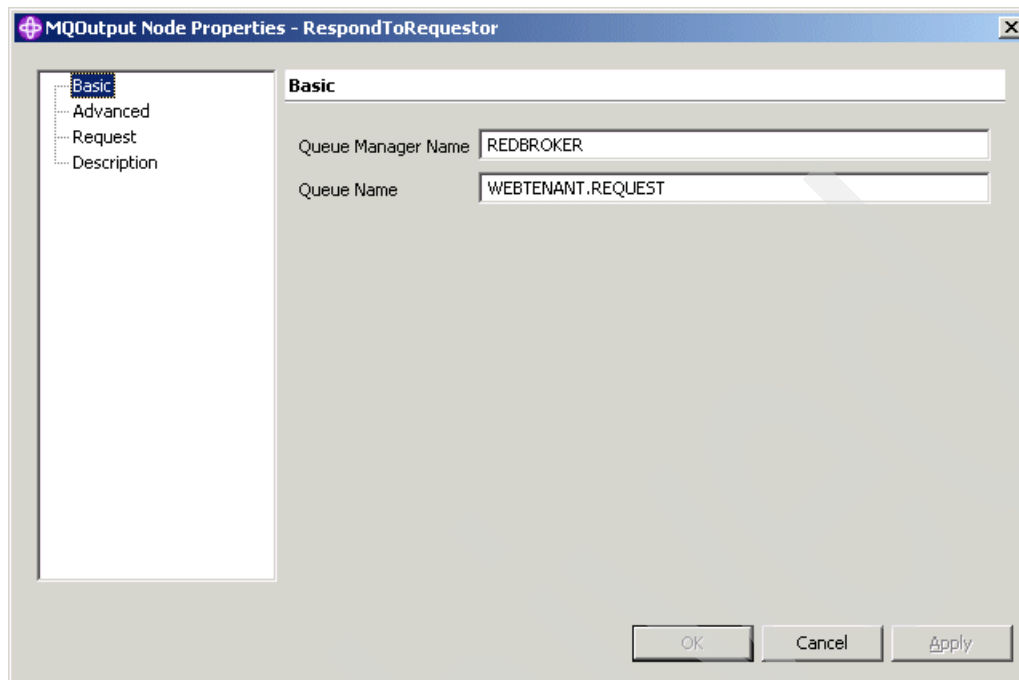 MQOutput Node Properties - RespondToRequestor
Basic
Advanced
Request
Description
Basic
Queue Manager Name REDBROKER
Queue Name WEBTENANT.REQUEST
OK Cancel Apply